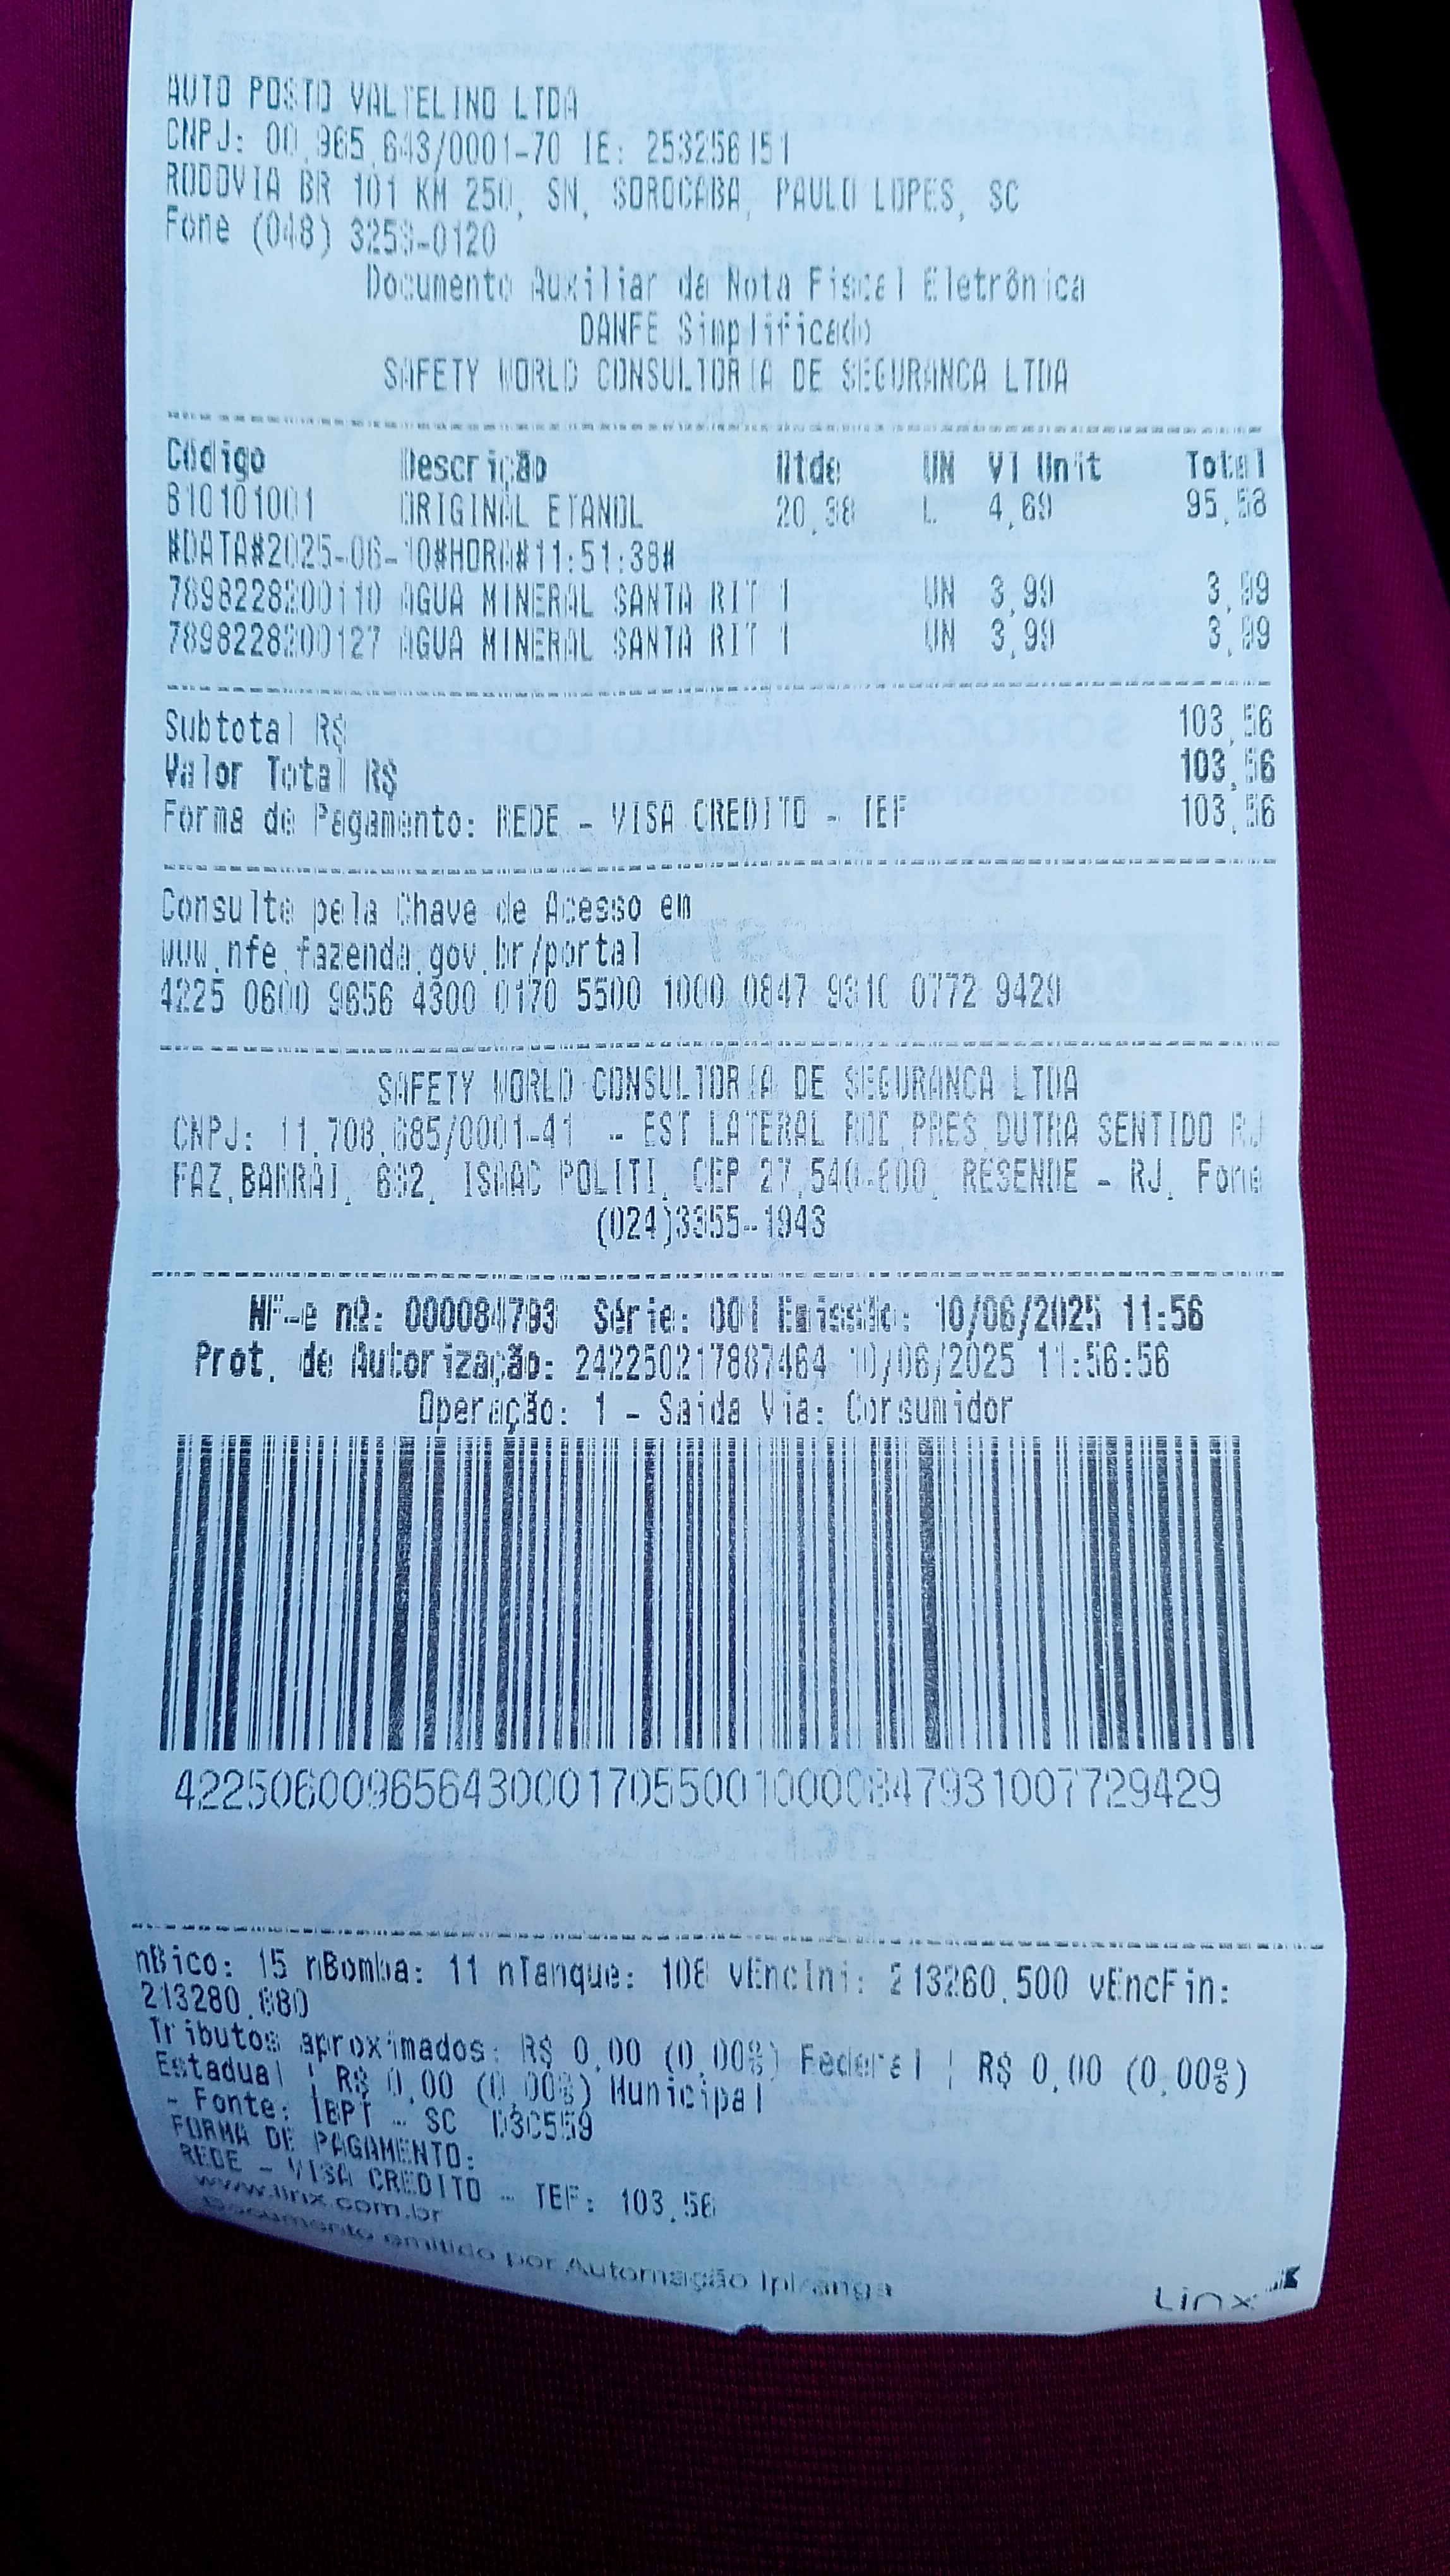 AUTO POSTO VALTELINO LTDA
CNPJ: 00.965.643/0001-70 IE: 253256151
RODOVIA BR 101 KM 250, SN, SOROCABA, PAULO LOPES, SC
Fone (048) 3253-0120
Documento Auxiliar da Nota Fiscal Eletrônica
DANFE Simplificado
SAFETY WORLD CONSULTORIA DE SEGURANCA LTDA
Código Descrição Qtde UN Vl Unit Total
810101001 ORIGINAL ETANOL 20,38 L 4,69 95,58
#DATA#2025-06-10#HORA#11:51:38#
7898228200110 AGUA MINERAL SANTA RIT 1 UN 3,99 3,99
7898228200127 AGUA MINERAL SANTA RIT 1 UN 3,99 3,99
Subtotal R$ 103,56
Valor Total R$ 103,56
Forma de Pagamento: REDE - VISA CREDITO - TEF 103,56
Consulte pela Chave de Acesso em
www.nfe.fazenda.gov.br/portal
4225 0600 9656 4300 0170 5500 1000 0847 9310 0772 9429
SAFETY WORLD CONSULTORIA DE SEGURANCA LTDA
CNPJ: 11.708.685/0001-41 - EST LATERAL ROD PRES DUTRA SENTIDO RJ
FAZ.BARRAI, 692, ISAAC POLITI, CEP 27.540-600, RESENDE - RJ, Fone
(024)3355-1943
NF-e nº: 000084793 Série: 001 Emissão: 10/06/2025 11:56
Prot. de Autorização: 242250217887464 10/06/2025 11:56:56
Operação: 1 - Saida Via: Consumidor
42250600965643000170550010000847931007729429
nBico: 15 nBomba: 11 nTanque: 108 vEncIni: 213260.500 vEncFin:
213280.880
Tributos aproximados: R$ 0,00 (0,00%) Federal | R$ 0,00 (0,00%)
Estadual | R$ 0,00 (0,00%) Municipal
- Fonte: IBPT - SC D3C559
FORMA DE PAGAMENTO:
REDE - VISA CREDITO - TEF: 103,56
www.linx.com.br
Documento emitido por Automação Ipiranga
Linx